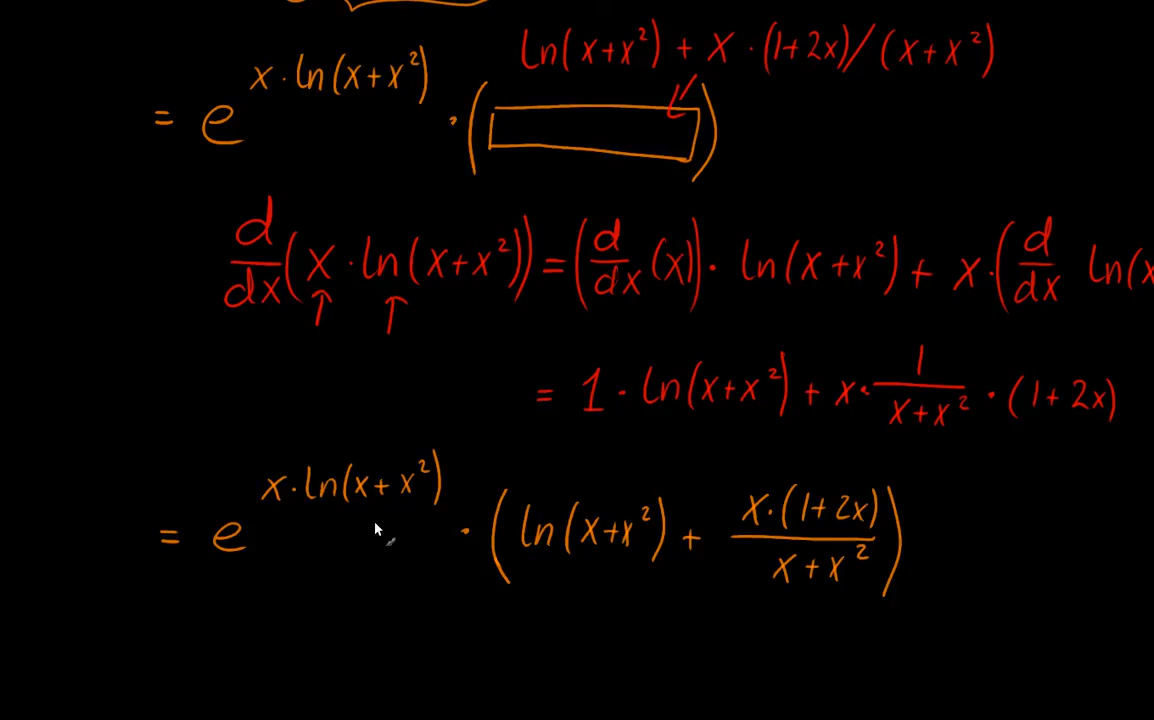 ln(x+x²) + x · (1+2x)/(x+x²)
= e^{x · ln(x+x²)} · ( )
d/dx (x · ln(x+x²)) = (d/dx (x)) · ln(x+x²) + x · (d/dx ln(x
= 1 · ln(x+x²) + x · 1/(x+x²) · (1+2x)
= e^{x · ln(x+x²)} · (ln(x+x²) + x · (1+2x)/(x+x²))